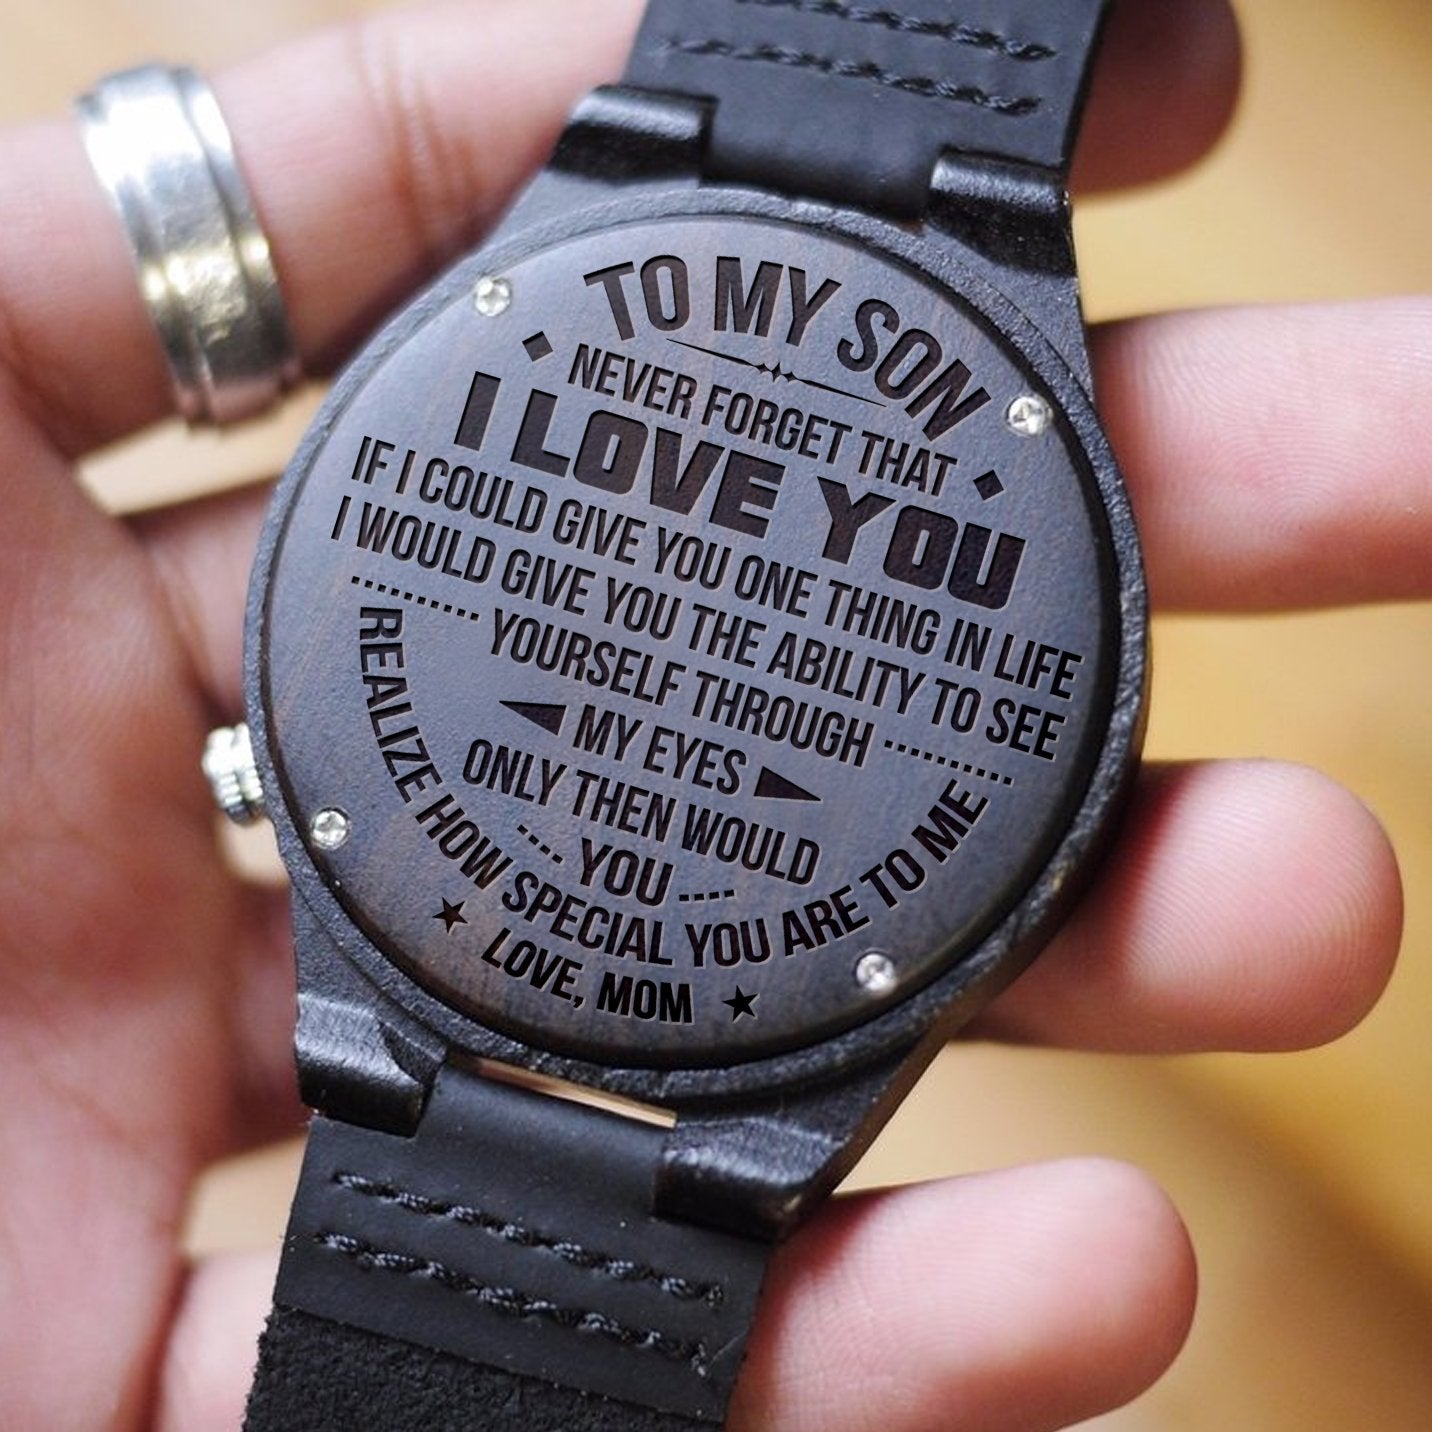 TO MY SON
NEVER FORGET THAT
I LOVE YOU
IF I COULD GIVE YOU ONE THING IN LIFE
I WOULD GIVE YOU THE ABILITY TO SEE
YOURSELF THROUGH
MY EYES
ONLY THEN WOULD
YOU
REALIZE HOW SPECIAL YOU ARE TO ME
LOVE, MOM